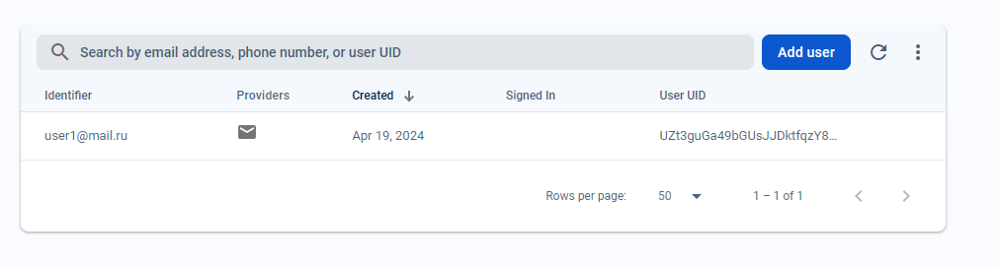 Search by email address, phone number, or user UID
Add user
Identifier Providers Created Signed In User UID
user1@mail.ru Apr 19, 2024 UZt3guGa49bGUsJJDktfqzY8...
Rows per page: 50 1 – 1 of 1